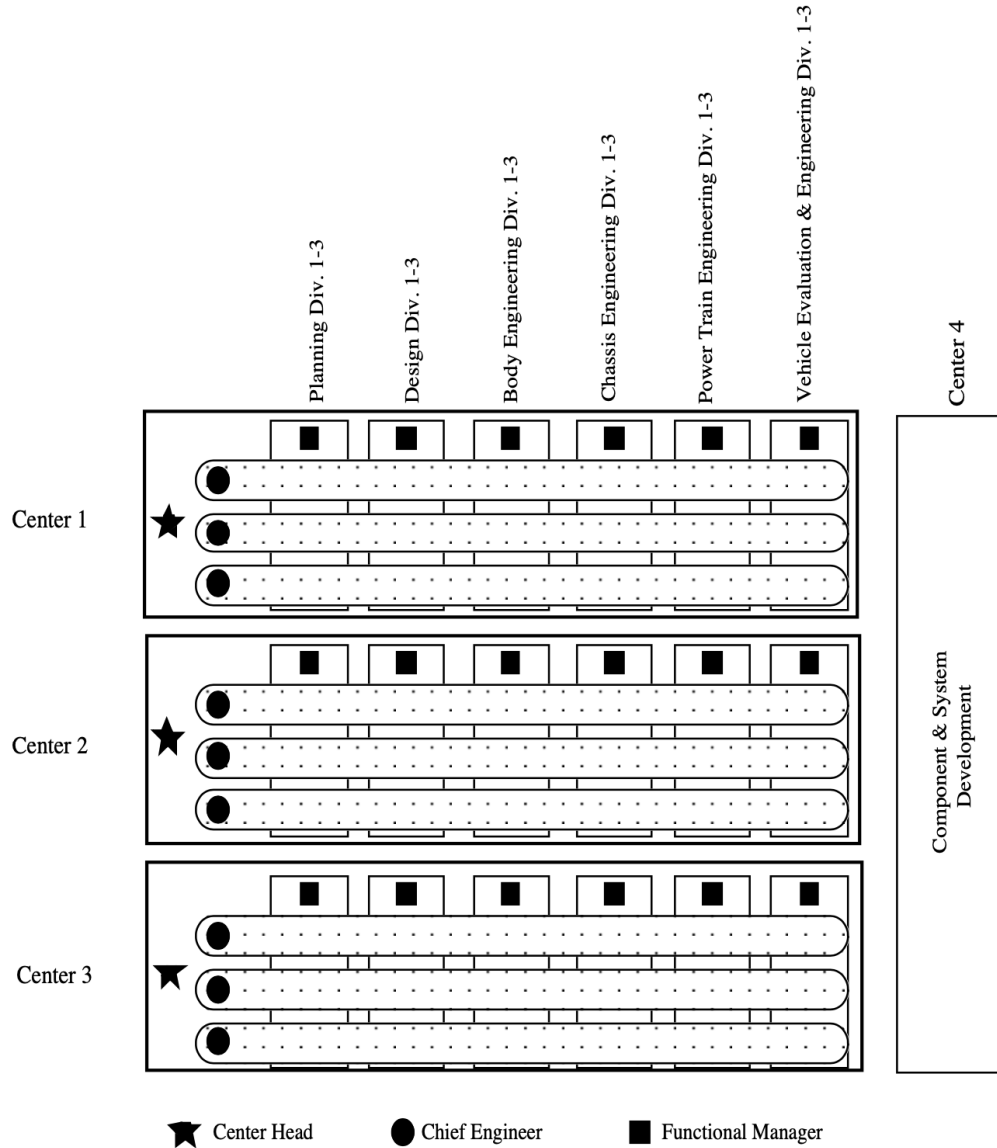 Planning Div. 1-3
Design Div. 1-3
Body Engineering Div. 1-3
Chassis Engineering Div. 1-3
Power Train Engineering Div. 1-3
Vehicle Evaluation & Engineering Div. 1-3
Center 4
Center 1
Center 2
Center 3
Component & System
Development
Center Head
Chief Engineer
Functional Manager